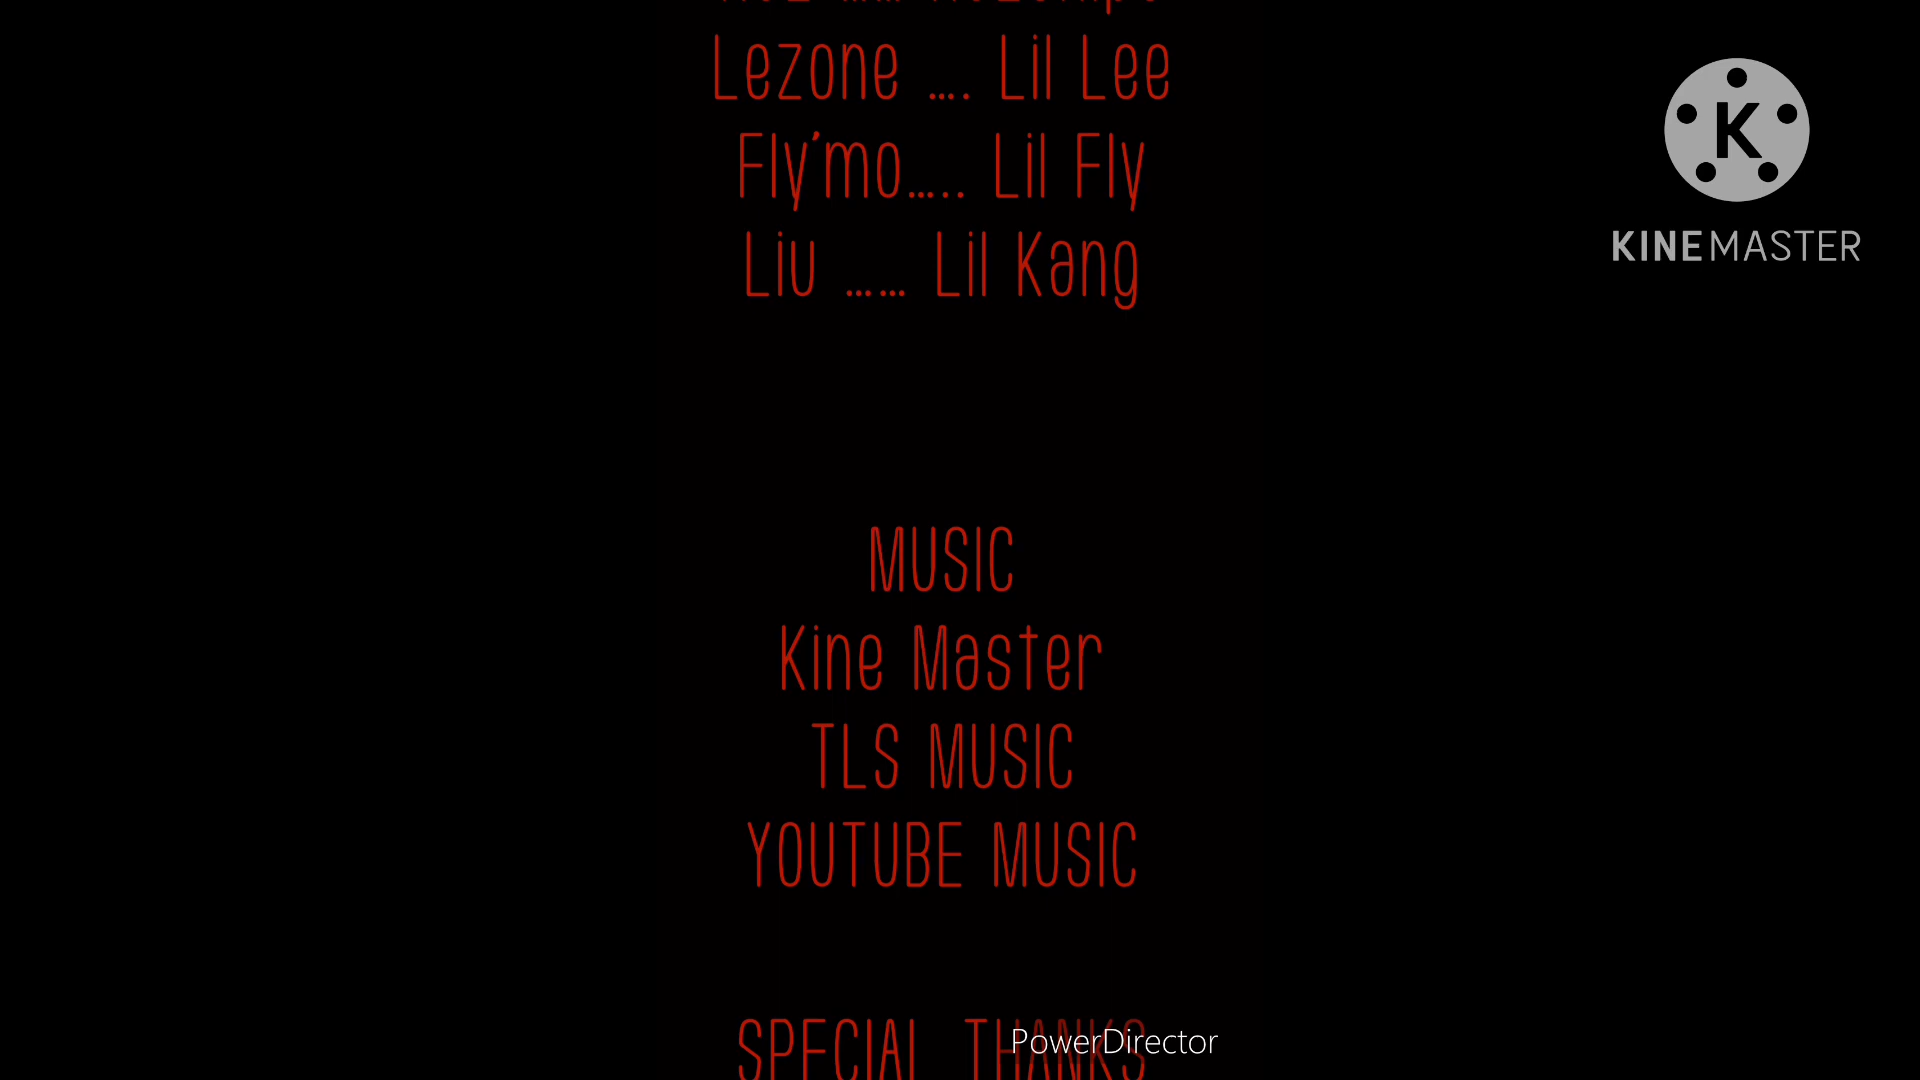 Lezone .... Lil Lee
Fly'mo..... Lil Fly
Liu ...... Lil Kang
K
KINEMASTER
MUSIC
Kine Master
TLS MUSIC
YOUTUBE MUSIC
SPECIAL THANKS
PowerDirector